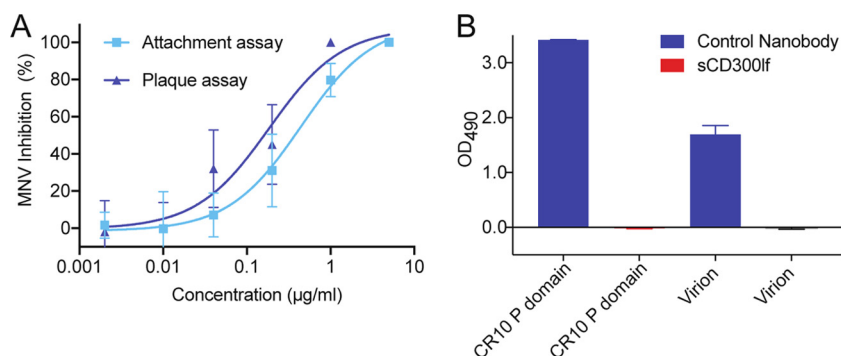 A
Attachment assay
Plaque assay
MNV Inhibition (%)
100
80
60
40
20
0
0.001
0.01
0.1
1
10
Concentration (µg/ml)
B
Control Nanobody
sCD300lf
OD490
3.0
2.0
1.0
0.0
CR10 P domain
CR10 P domain
Virion
Virion